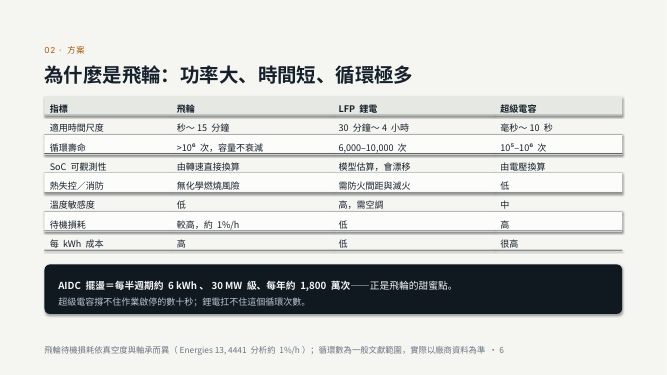 02 · 方案
為什麼是飛輪：功率大、時間短、循環極多
指標 飛輪 LFP 鋰電 超級電容
適用時間尺度 秒～15 分鐘 30 分鐘～4 小時 毫秒～10 秒
循環壽命 >10⁶ 次，容量不衰減 6,000–10,000 次 10⁵–10⁶ 次
SoC 可觀測性 由轉速直接換算 模型估算，會漂移 由電壓換算
熱失控／消防 無化學燃燒風險 需防火間距與滅火 低
溫度敏感度 低 高，需空調 中
待機損耗 較高，約 1%/h 低 高
每 kWh 成本 高 低 很高
AIDC 擺盪＝每半週期約 6 kWh 、 30 MW 級、每年約 1,800 萬次——正是飛輪的甜蜜點。
超級電容撐不住作業啟停的數十秒；鋰電扛不住這個循環次數。
飛輪待機損耗依真空度與軸承而異（ Energies 13, 4441 分析約 1%/h ）；循環數為一般文獻範圍，實際以廠商資料為準 · 6